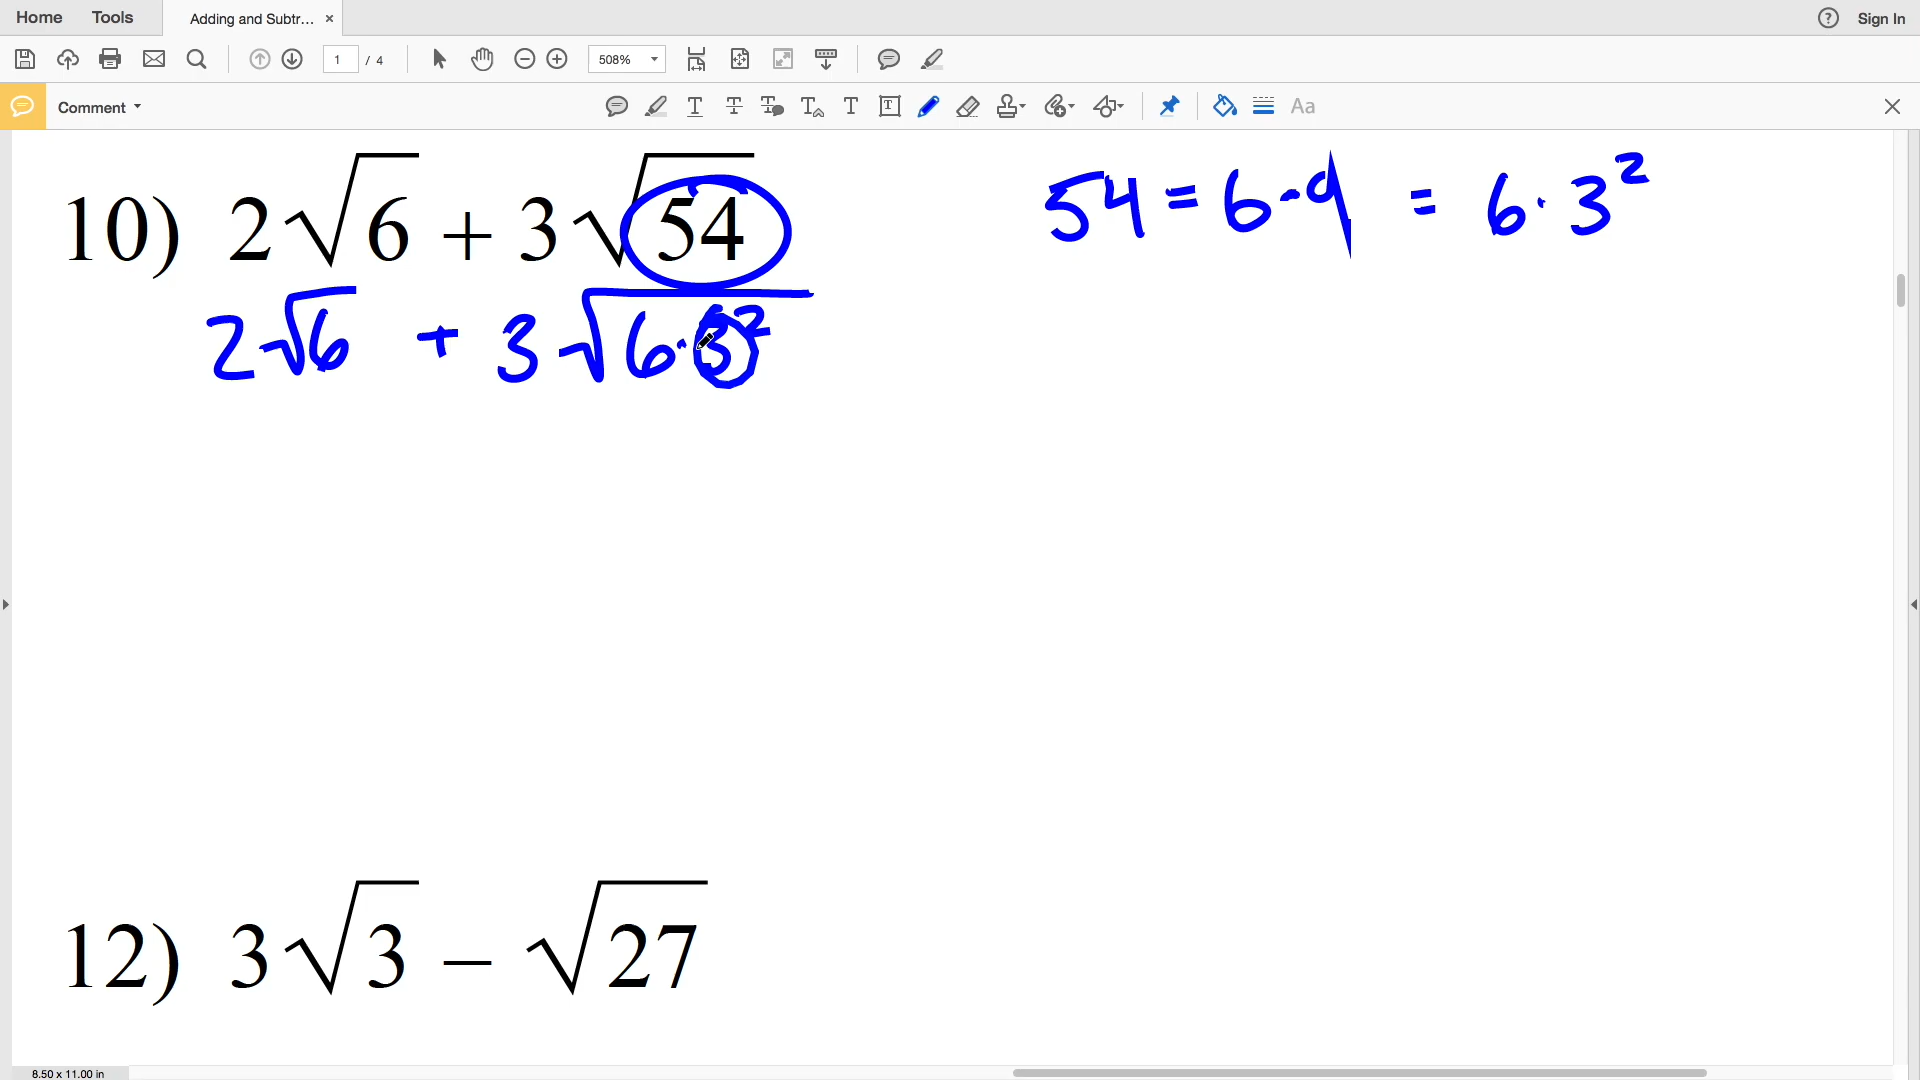 Home Tools Adding and Subtr... × ? Sign In
1 / 4 508%
Comment T T T T T T Aa
10) 2√6 + 3√54 54 = 6·9 = 6·3²
2√6 + 3√6·3²
12) 3√3 − √27
8.50 x 11.00 in